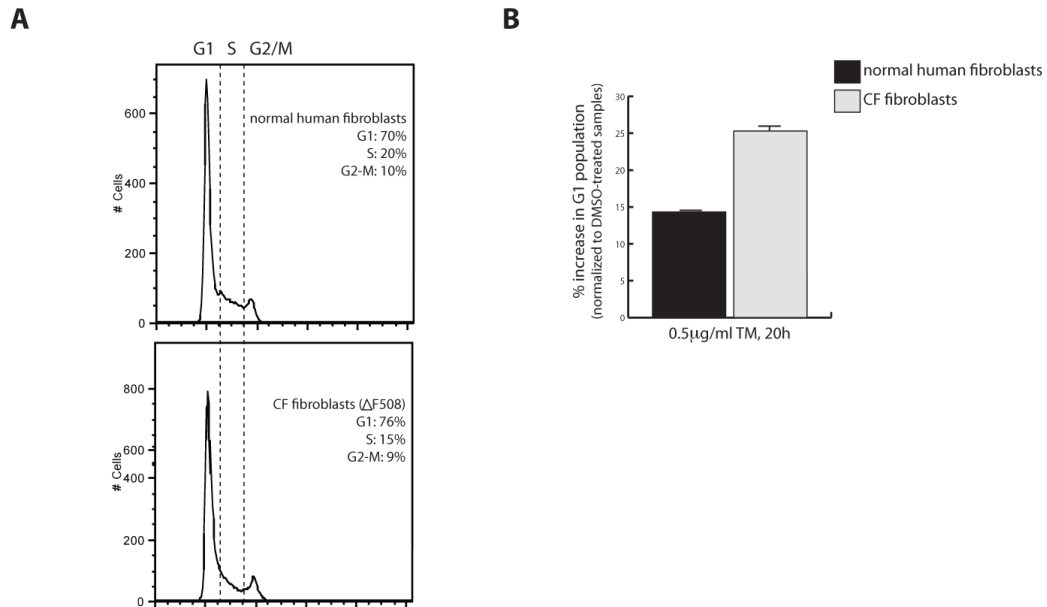 A
G1 S G2/M
# Cells
600
400
200
0
normal human fibroblasts
G1: 70%
S: 20%
G2-M: 10%
# Cells
800
600
400
200
0
CF fibroblasts (△F508)
G1: 76%
S: 15%
G2-M: 9%
B
normal human fibroblasts
CF fibroblasts
% increase in G1 population
(normalized to DMSO-treated samples)
30
25
20
15
10
5
0
0.5μg/ml TM, 20h